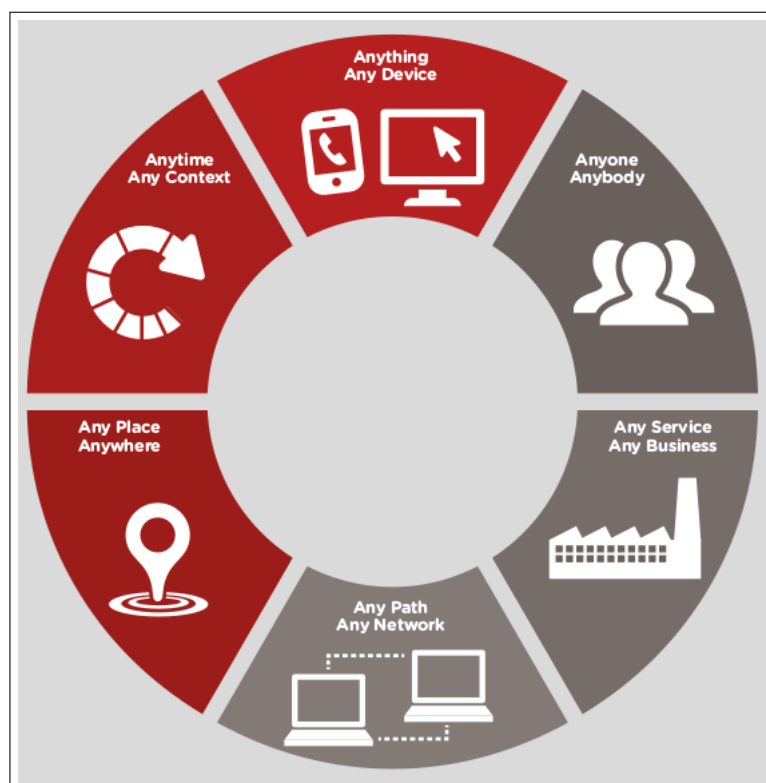 Anything
Any Device
Anyone
Anybody
Any Service
Any Business
Any Path
Any Network
Any Place
Anywhere
Anytime
Any Context